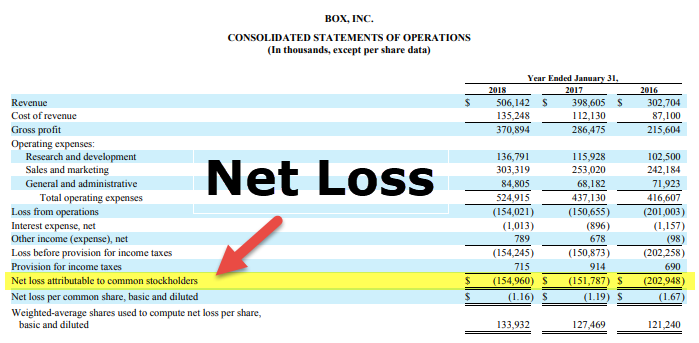 BOX, INC.
CONSOLIDATED STATEMENTS OF OPERATIONS
(In thousands, except per share data)
Year Ended January 31,
2018 2017 2016
Revenue $ 506,142 $ 398,605 $ 302,704
Cost of revenue 135,248 112,130 87,100
Gross profit 370,894 286,475 215,604
Operating expenses:
Research and development 136,791 115,928 102,500
Sales and marketing 303,319 253,020 242,184
General and administrative 84,805 68,182 71,923
Net Loss
Total operating expenses 524,915 437,130 416,607
Loss from operations (154,021) (150,655) (201,003)
Interest expense, net (1,013) (896) (1,157)
Other income (expense), net 789 678 (98)
Loss before provision for income taxes (154,245) (150,873) (202,258)
Provision for income taxes 715 914 690
Net loss attributable to common stockholders $ (154,960) $ (151,787) $ (202,948)
Net loss per common share, basic and diluted $ (1.16) $ (1.19) $ (1.67)
Weighted-average shares used to compute net loss per share,
basic and diluted 133,932 127,469 121,240